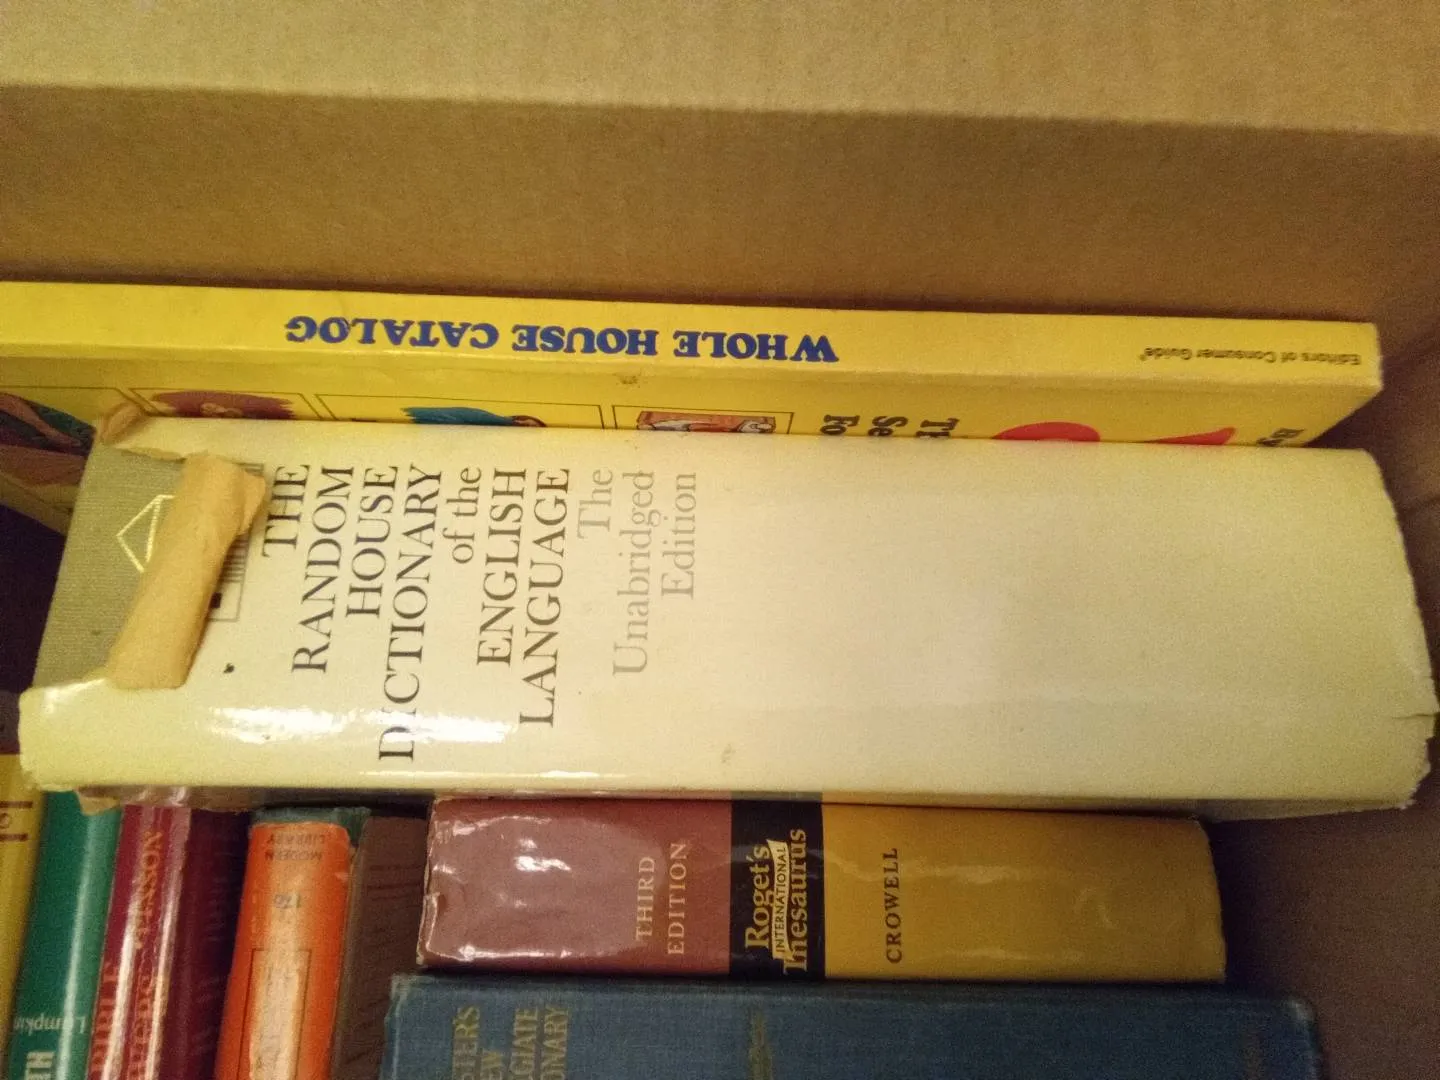 WHOLE HOUSE CATALOG
Editors of Consumer Guide®
THE
RANDOM
HOUSE
DICTIONARY
of the
ENGLISH
LANGUAGE
The
Unabridged
Edition
THIRD
EDITION
Roget's
INTERNATIONAL
Thesaurus
CROWELL
MODERN
LIBRARY